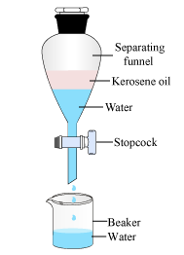 Separating
funnel
Kerosene oil
Water
Stopcock
Beaker
Water